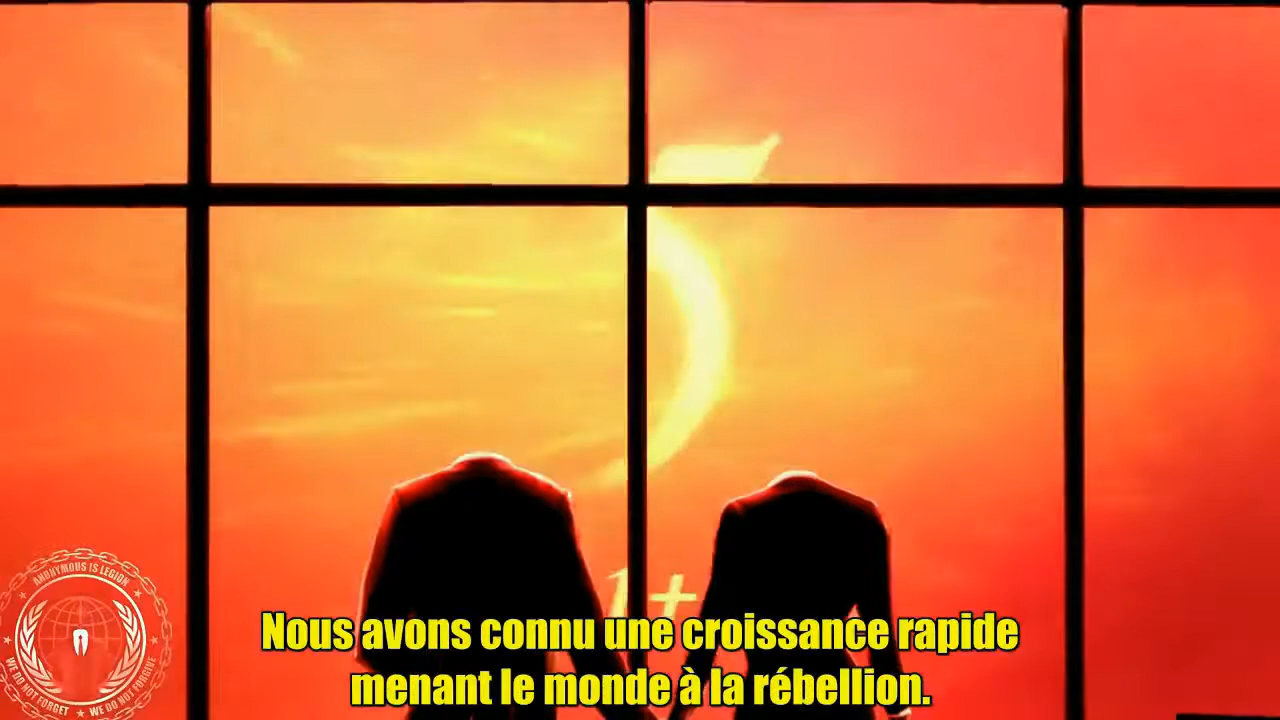 ANONYMOUS IS LEGION
WE DO NOT FORGET ★ WE DO NOT FORGIVE
Nous avons connu une croissance rapide
menant le monde à la rébellion.